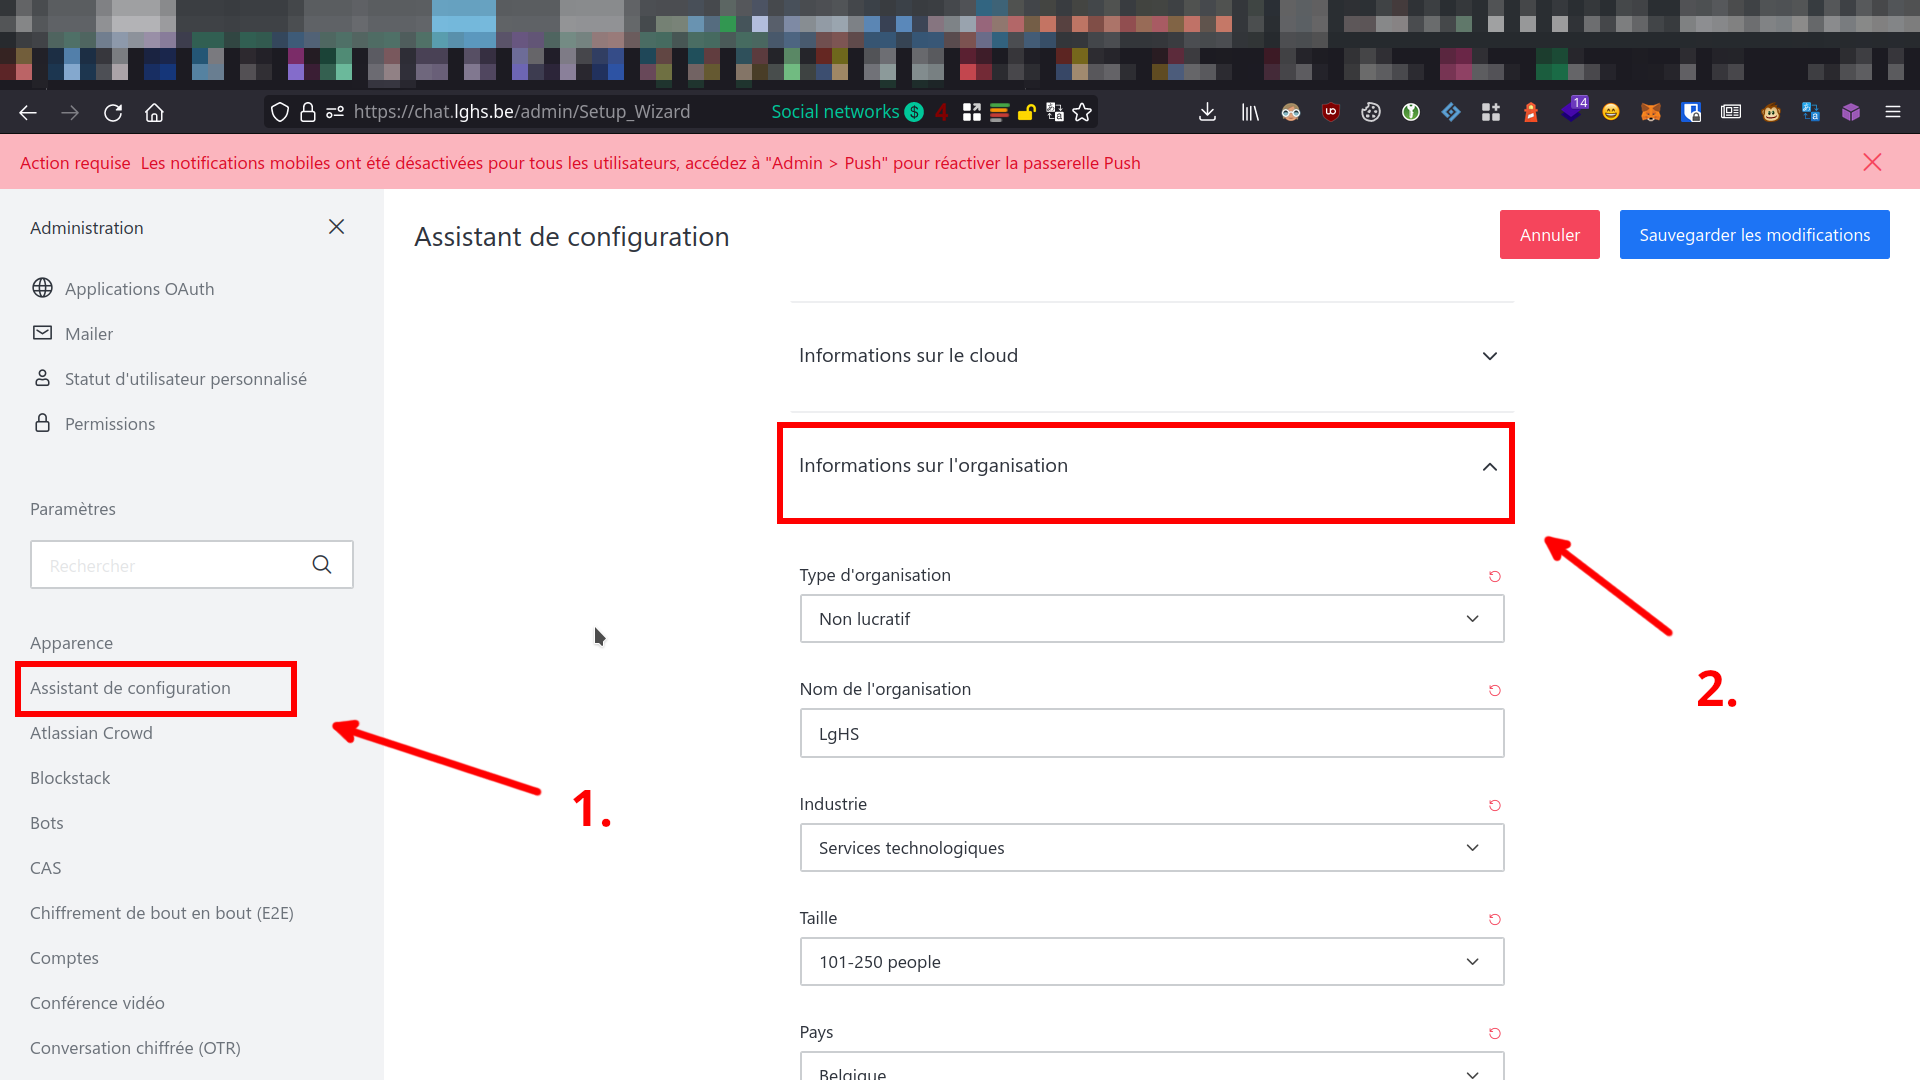 https://chat.lghs.be/admin/Setup_Wizard
Social networks
4
14
Action requise Les notifications mobiles ont été désactivées pour tous les utilisateurs, accédez à "Admin > Push" pour réactiver la passerelle Push
Administration
Applications OAuth
Mailer
Statut d'utilisateur personnalisé
Permissions
Paramètres
Rechercher
Apparence
Assistant de configuration
Atlassian Crowd
Blockstack
Bots
CAS
Chiffrement de bout en bout (E2E)
Comptes
Conférence vidéo
Conversation chiffrée (OTR)
1.
Assistant de configuration
Annuler
Sauvegarder les modifications
Informations sur le cloud
Informations sur l'organisation
2.
Type d'organisation
Non lucratif
Nom de l'organisation
LgHS
Industrie
Services technologiques
Taille
101-250 people
Pays
Belgique